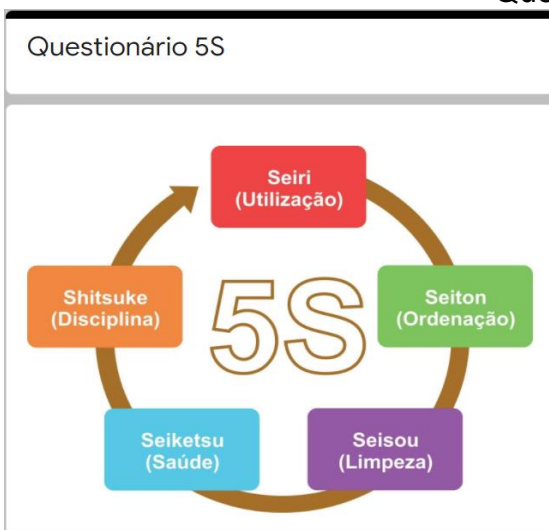 Questionário 5S
Seiri
(Utilização)
Shitsuke
(Disciplina)
5S
Seiton
(Ordenação)
Seiketsu
(Saúde)
Seisou
(Limpeza)